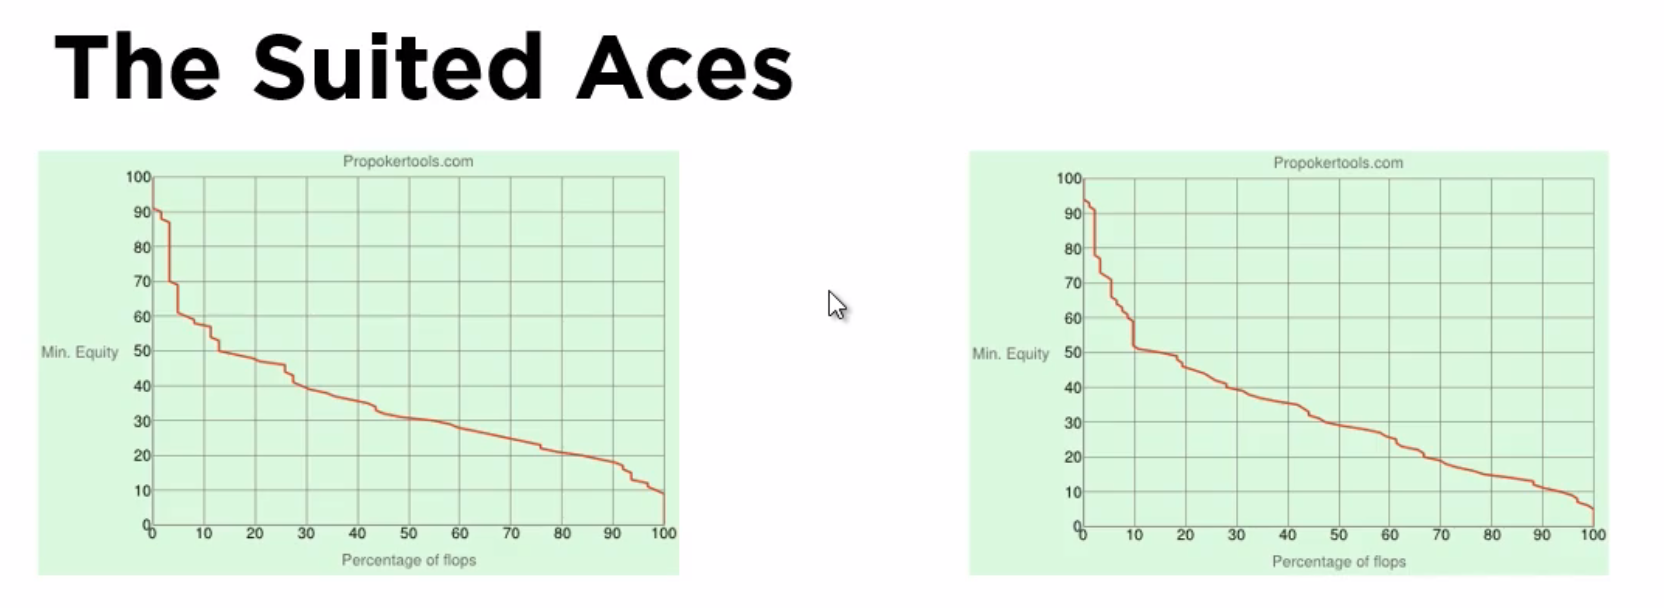 The Suited Aces
Propokertools.com
100
90
80
70
60
50
40
30
20
10
0
Min. Equity
0 10 20 30 40 50 60 70 80 90 100
Percentage of flops
Propokertools.com
100
90
80
70
60
50
40
30
20
10
0
Min. Equity
0 10 20 30 40 50 60 70 80 90 100
Percentage of flops